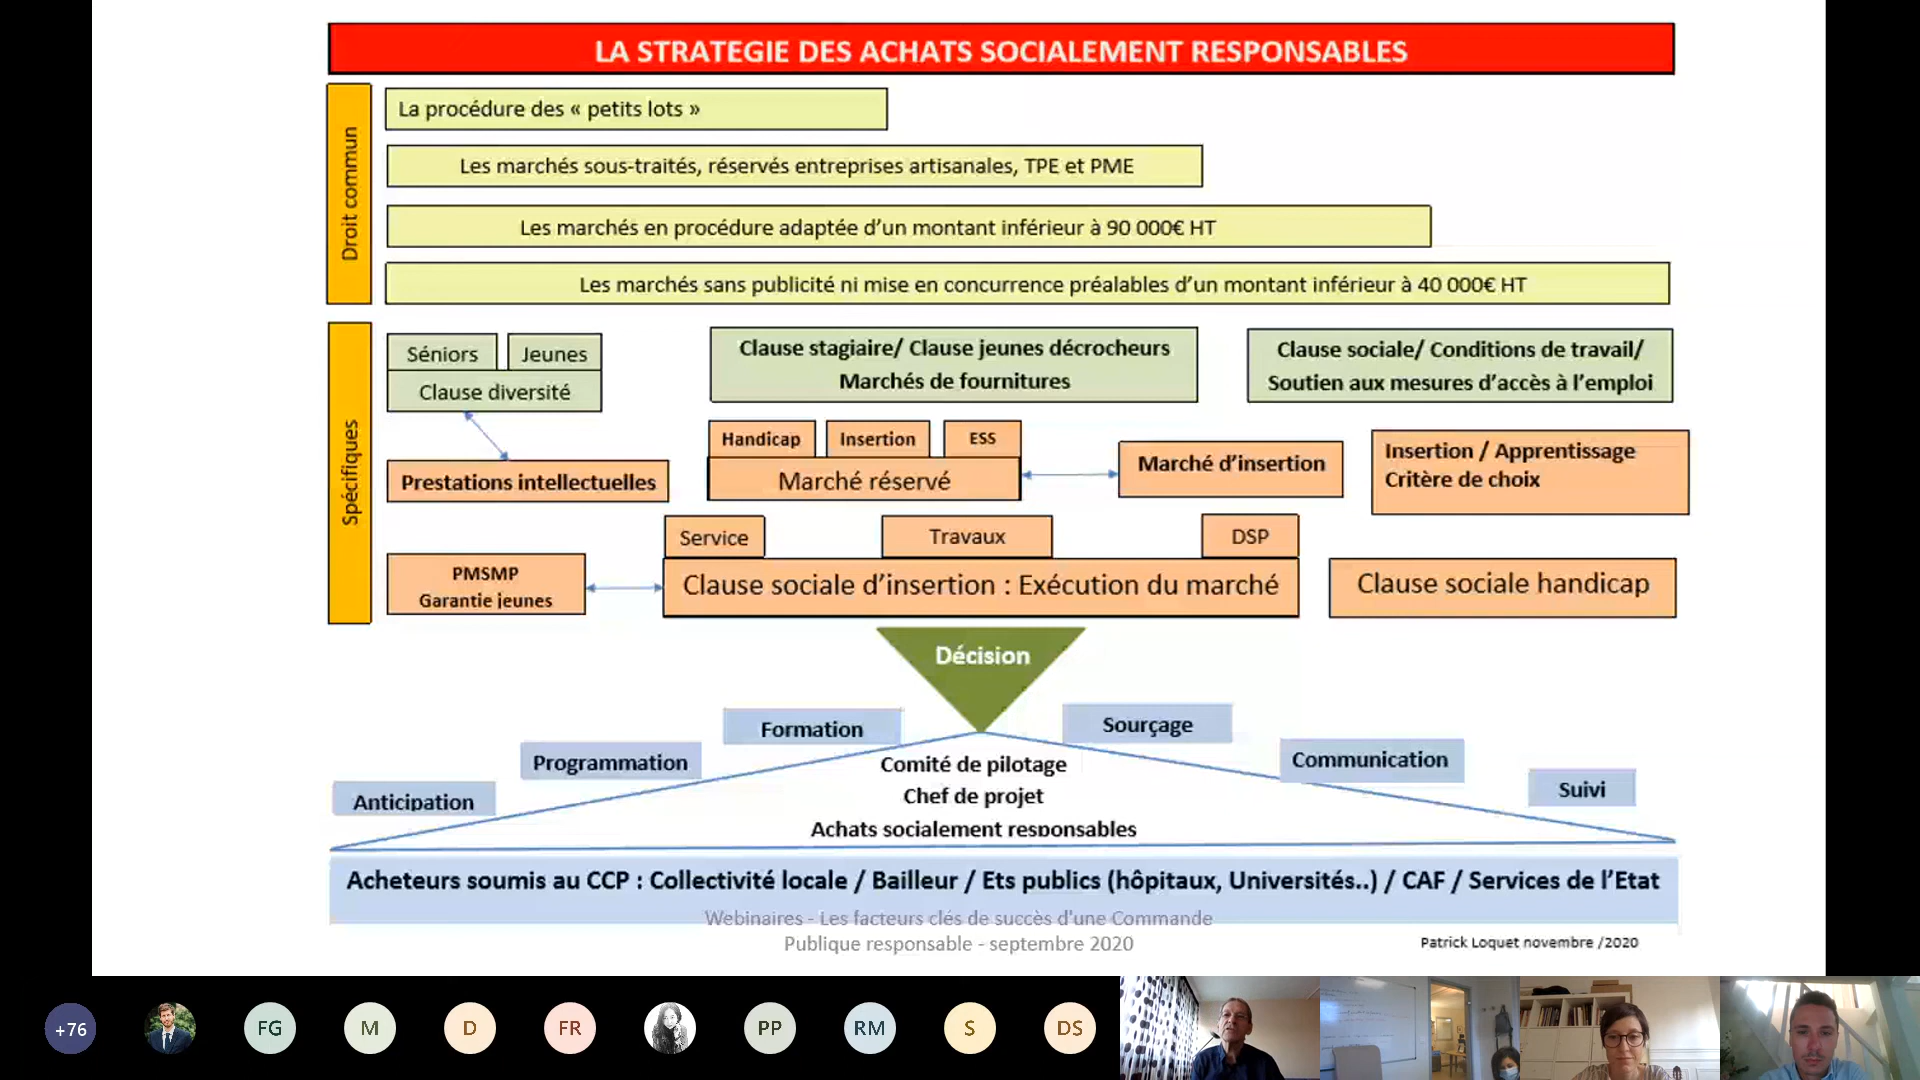 LA STRATEGIE DES ACHATS SOCIALEMENT RESPONSABLES
Droit commun
La procédure des « petits lots »
Les marchés sous-traités, réservés entreprises artisanales, TPE et PME
Les marchés en procédure adaptée d'un montant inférieur à 90 000€ HT
Les marchés sans publicité ni mise en concurrence préalables d'un montant inférieur à 40 000€ HT
Spécifiques
Séniors
Jeunes
Clause diversité
Clause stagiaire/ Clause jeunes décrocheurs
Marchés de fournitures
Clause sociale/ Conditions de travail/
Soutien aux mesures d'accès à l'emploi
Prestations intellectuelles
Handicap
Insertion
ESS
Marché réservé
Marché d'insertion
Insertion / Apprentissage
Critère de choix
PMSMP
Garantie jeunes
Service
Travaux
DSP
Clause sociale d'insertion : Exécution du marché
Clause sociale handicap
Décision
Anticipation
Programmation
Formation
Sourçage
Communication
Suivi
Comité de pilotage
Chef de projet
Achats socialement responsables
Acheteurs soumis au CCP : Collectivité locale / Bailleur / Ets publics (hôpitaux, Universités..) / CAF / Services de l'Etat
Webinaires - Les facteurs clés de succès d'une Commande
Publique responsable - septembre 2020
Patrick Loquet novembre /2020
+76
FG
M
D
FR
PP
RM
S
DS